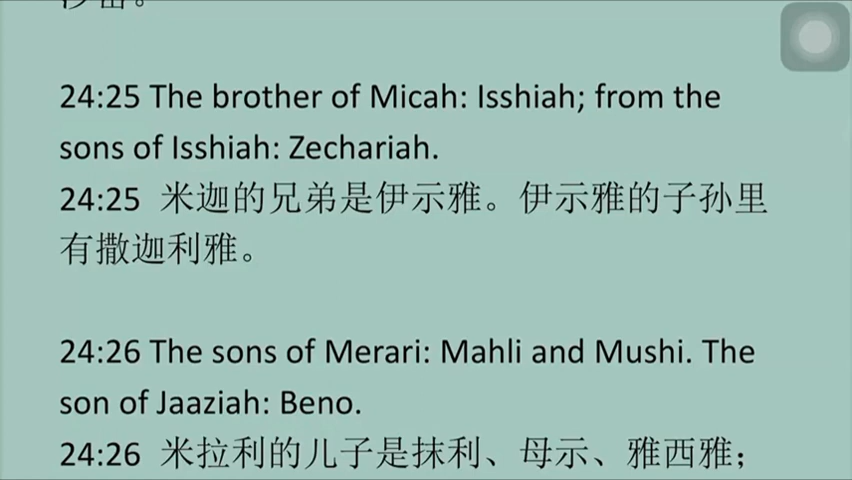 24:25 The brother of Micah: Isshiah; from the
sons of Isshiah: Zechariah.
24:25 米迦的兄弟是伊示雅。伊示雅的子孙里
有撒迦利雅。
24:26 The sons of Merari: Mahli and Mushi. The
son of Jaaziah: Beno.
24:26 米拉利的儿子是抹利、母示、雅西雅；